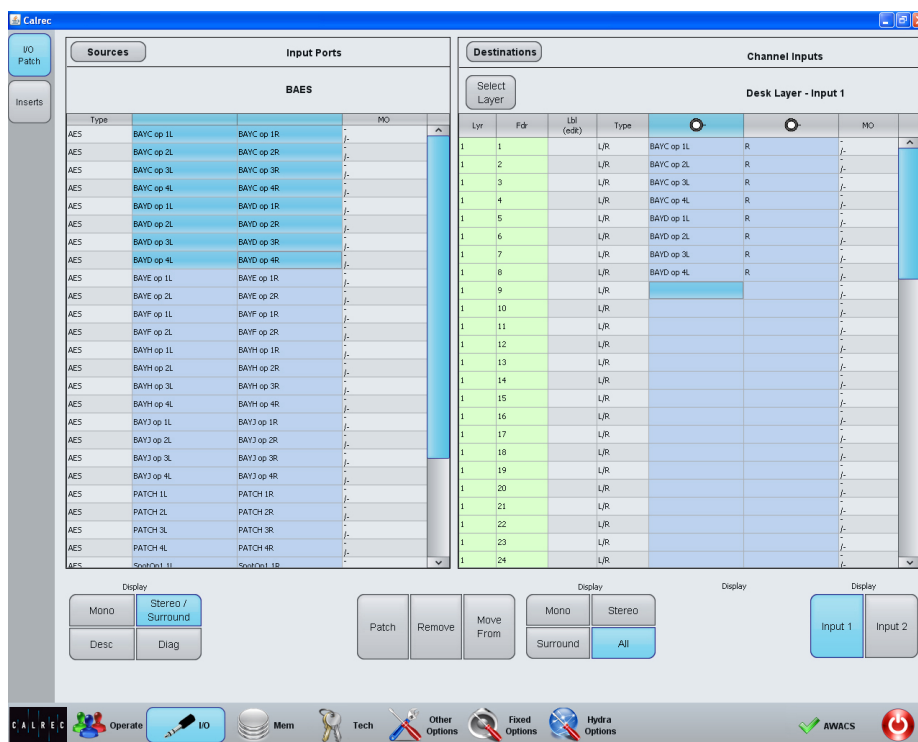 Calrec
I/O Patch
Inserts
Sources Input Ports
BAES
Type MO
AES BAYC op 1L BAYC op 1R - /-
AES BAYC op 2L BAYC op 2R - /-
AES BAYC op 3L BAYC op 3R - /-
AES BAYC op 4L BAYC op 4R - /-
AES BAYD op 1L BAYD op 1R - /-
AES BAYD op 2L BAYD op 2R - /-
AES BAYD op 3L BAYD op 3R - /-
AES BAYD op 4L BAYD op 4R - /-
AES BAYE op 1L BAYE op 1R - /-
AES BAYE op 2L BAYE op 2R - /-
AES BAYF op 1L BAYF op 1R - /-
AES BAYF op 2L BAYF op 2R - /-
AES BAYH op 1L BAYH op 1R - /-
AES BAYH op 2L BAYH op 2R - /-
AES BAYH op 3L BAYH op 3R - /-
AES BAYH op 4L BAYH op 4R - /-
AES BAYJ op 1L BAYJ op 1R - /-
AES BAYJ op 2L BAYJ op 2R - /-
AES BAYJ op 3L BAYJ op 3R - /-
AES BAYJ op 4L BAYJ op 4R - /-
AES PATCH 1L PATCH 1R - /-
AES PATCH 2L PATCH 2R - /-
AES PATCH 3L PATCH 3R - /-
AES PATCH 4L PATCH 4R - /-
AES SpotOp1 1L SpotOp1 1R -
Destinations Channel Inputs
Select Layer Desk Layer - Input 1
Lyr Fdr Lbl (edit) Type MO
1 1 L/R BAYC op 1L R - /-
1 2 L/R BAYC op 2L R - /-
1 3 L/R BAYC op 3L R - /-
1 4 L/R BAYC op 4L R - /-
1 5 L/R BAYD op 1L R - /-
1 6 L/R BAYD op 2L R - /-
1 7 L/R BAYD op 3L R - /-
1 8 L/R BAYD op 4L R - /-
1 9 L/R - /-
1 10 L/R - /-
1 11 L/R - /-
1 12 L/R - /-
1 13 L/R - /-
1 14 L/R - /-
1 15 L/R - /-
1 16 L/R - /-
1 17 L/R - /-
1 18 L/R - /-
1 19 L/R - /-
1 20 L/R - /-
1 21 L/R - /-
1 22 L/R - /-
1 23 L/R - /-
1 24 L/R - /-
Display
Mono Stereo / Surround
Desc Diag
Patch Remove Move From
Display
Mono Stereo
Surround All
Display
Display
Input 1 Input 2
CALREC Operate I/O Mem Tech Other Options Fixed Options Hydra Options AWACS